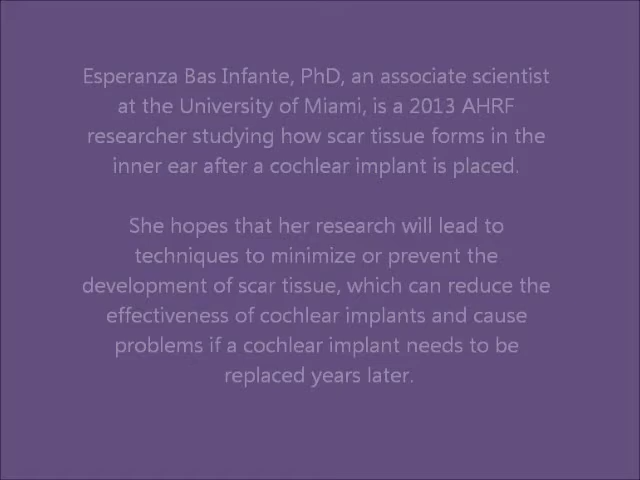 Esperanza Bas Infante, PhD, an associate scientist
at the University of Miami, is a 2013 AHRF
researcher studying how scar tissue forms in the
inner ear after a cochlear implant is placed.
She hopes that her research will lead to
techniques to minimize or prevent the
development of scar tissue, which can reduce the
effectiveness of cochlear implants and cause
problems if a cochlear implant needs to be
replaced years later.